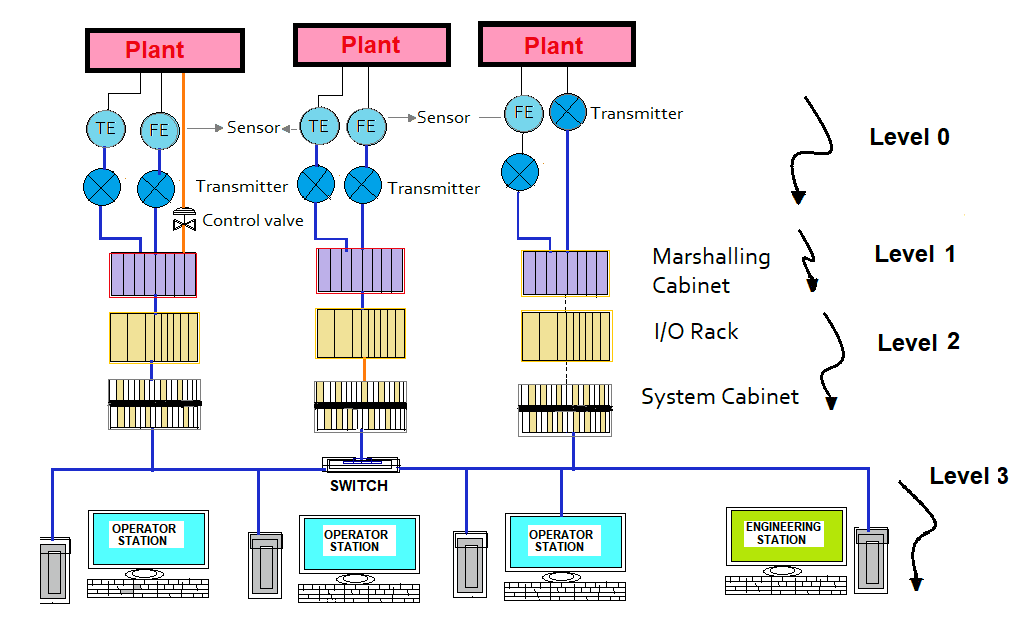 Plant
Plant
Plant
TE
FE
Sensor
TE
FE
Sensor
FE
Transmitter
Level 0
Transmitter
Transmitter
Control valve
Marshalling
Cabinet
Level 1
I/O Rack
Level 2
System Cabinet
SWITCH
Level 3
OPERATOR
STATION
OPERATOR
STATION
OPERATOR
STATION
ENGINEERING
STATION